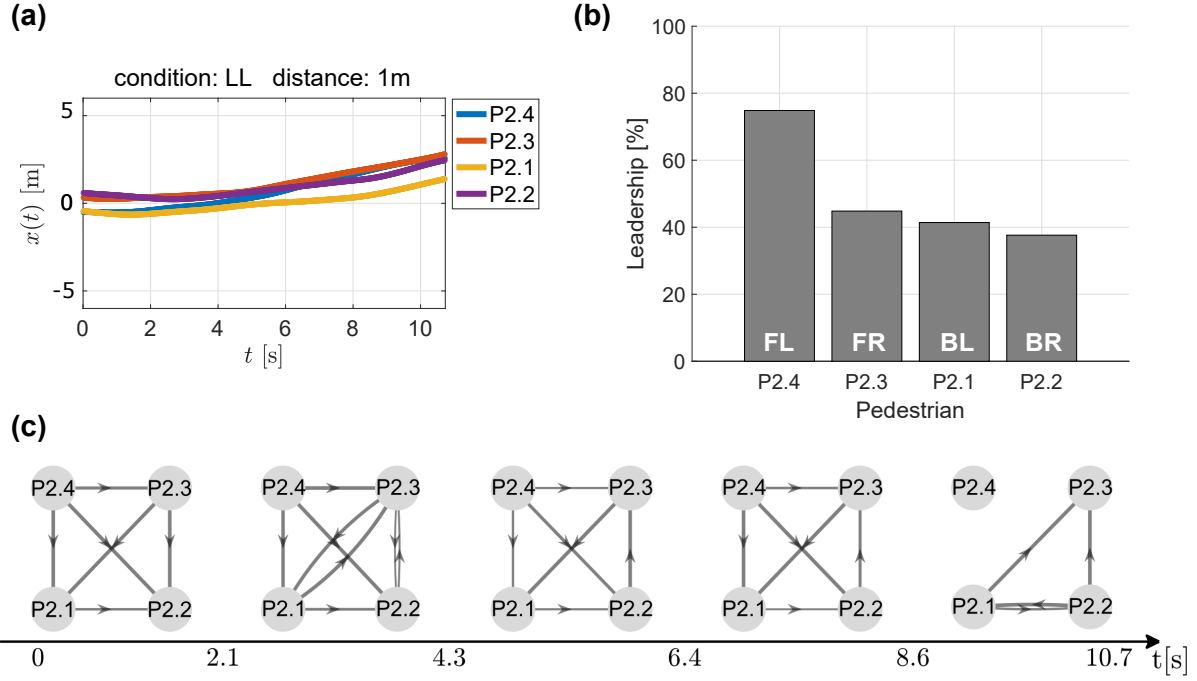 (a)
condition: LL distance: 1m
5
0
-5
x(t) [m]
0 2 4 6 8 10
t [s]
P2.4
P2.3
P2.1
P2.2
(b)
100
80
60
40
20
0
Leadership [%]
FL FR BL BR
P2.4 P2.3 P2.1 P2.2
Pedestrian
(c)
P2.4 P2.3 P2.4 P2.3 P2.4 P2.3 P2.4 P2.3 P2.4 P2.3
P2.1 P2.2 P2.1 P2.2 P2.1 P2.2 P2.1 P2.2 P2.1 P2.2
0 2.1 4.3 6.4 8.6 10.7 t[s]